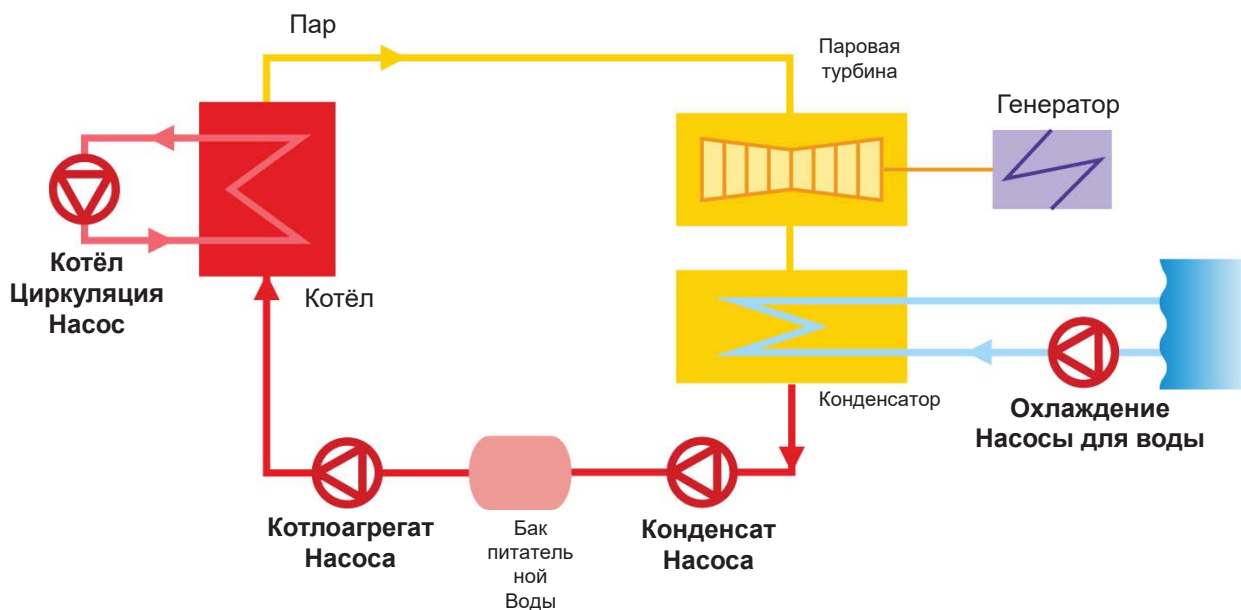 Пар
Паровая
турбина
Генератор
Котёл
Циркуляция
Насос
Котёл
Конденсатор
Охлаждение
Насосы для воды
Котлоагрегат
Насоса
Бак
питатель
ной
Воды
Конденсат
Насоса